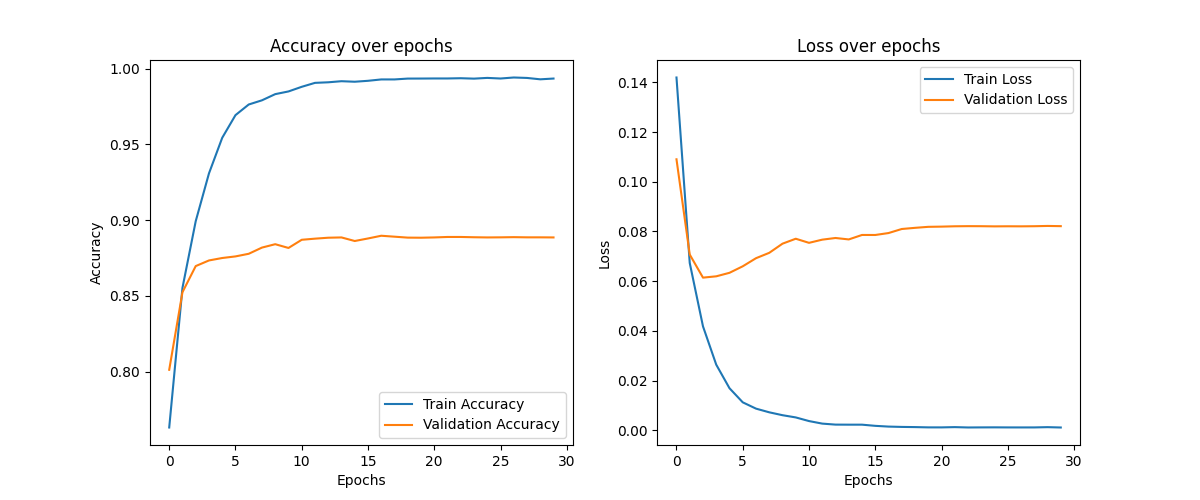 Accuracy over epochs
1.00
0.95
0.90
0.85
0.80
Accuracy
0 5 10 15 20 25 30
Epochs
Train Accuracy
Validation Accuracy
Loss over epochs
0.14
0.12
0.10
0.08
0.06
0.04
0.02
0.00
Loss
0 5 10 15 20 25 30
Epochs
Train Loss
Validation Loss